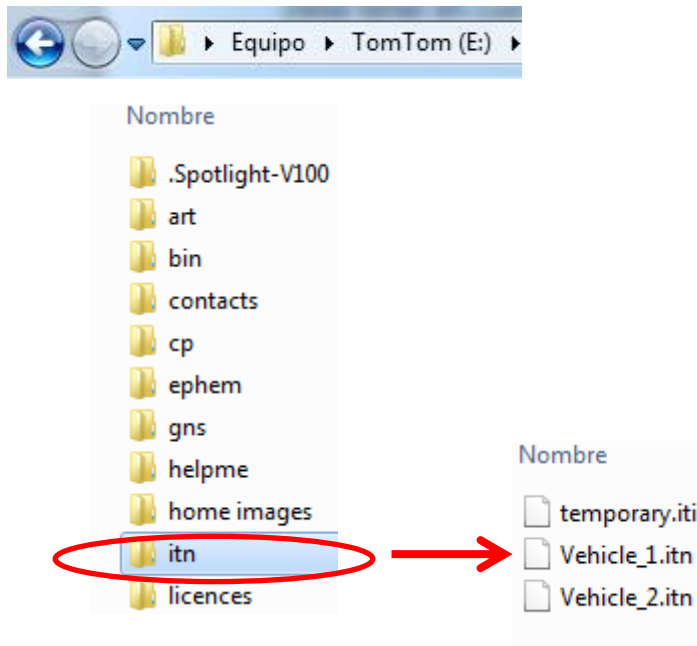 Equipo TomTom (E:)
Nombre
.Spotlight-V100
art
bin
contacts
cp
ephem
gns
helpme
home images
itn
licences
Nombre
temporary.iti
Vehicle_1.itn
Vehicle_2.itn